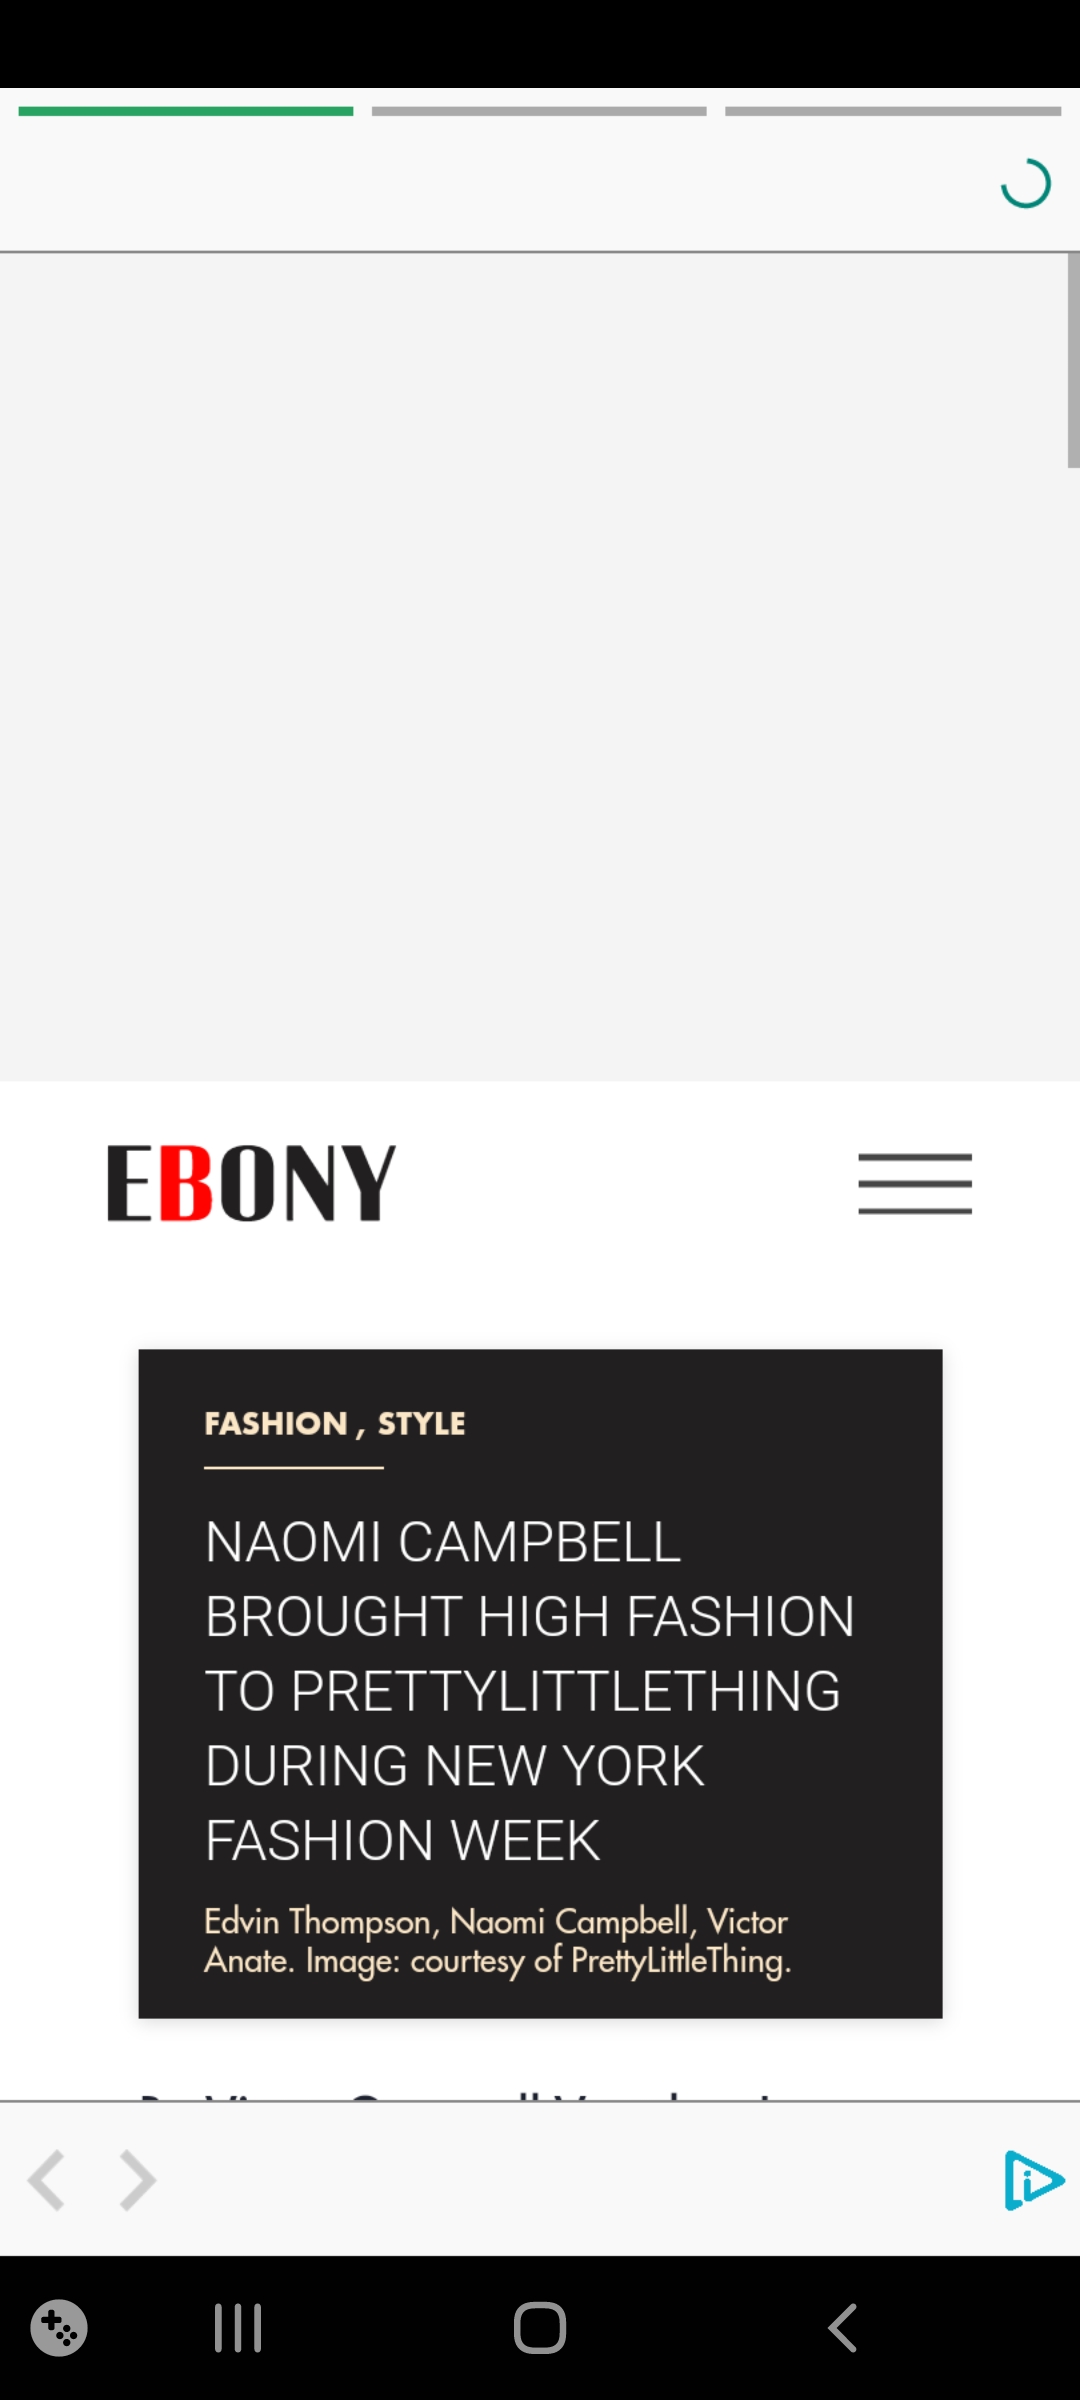 EBONY
FASHION , STYLE
NAOMI CAMPBELL
BROUGHT HIGH FASHION
TO PRETTYLITTLETHING
DURING NEW YORK
FASHION WEEK
Edvin Thompson, Naomi Campbell, Victor
Anate. Image: courtesy of PrettyLittleThing.